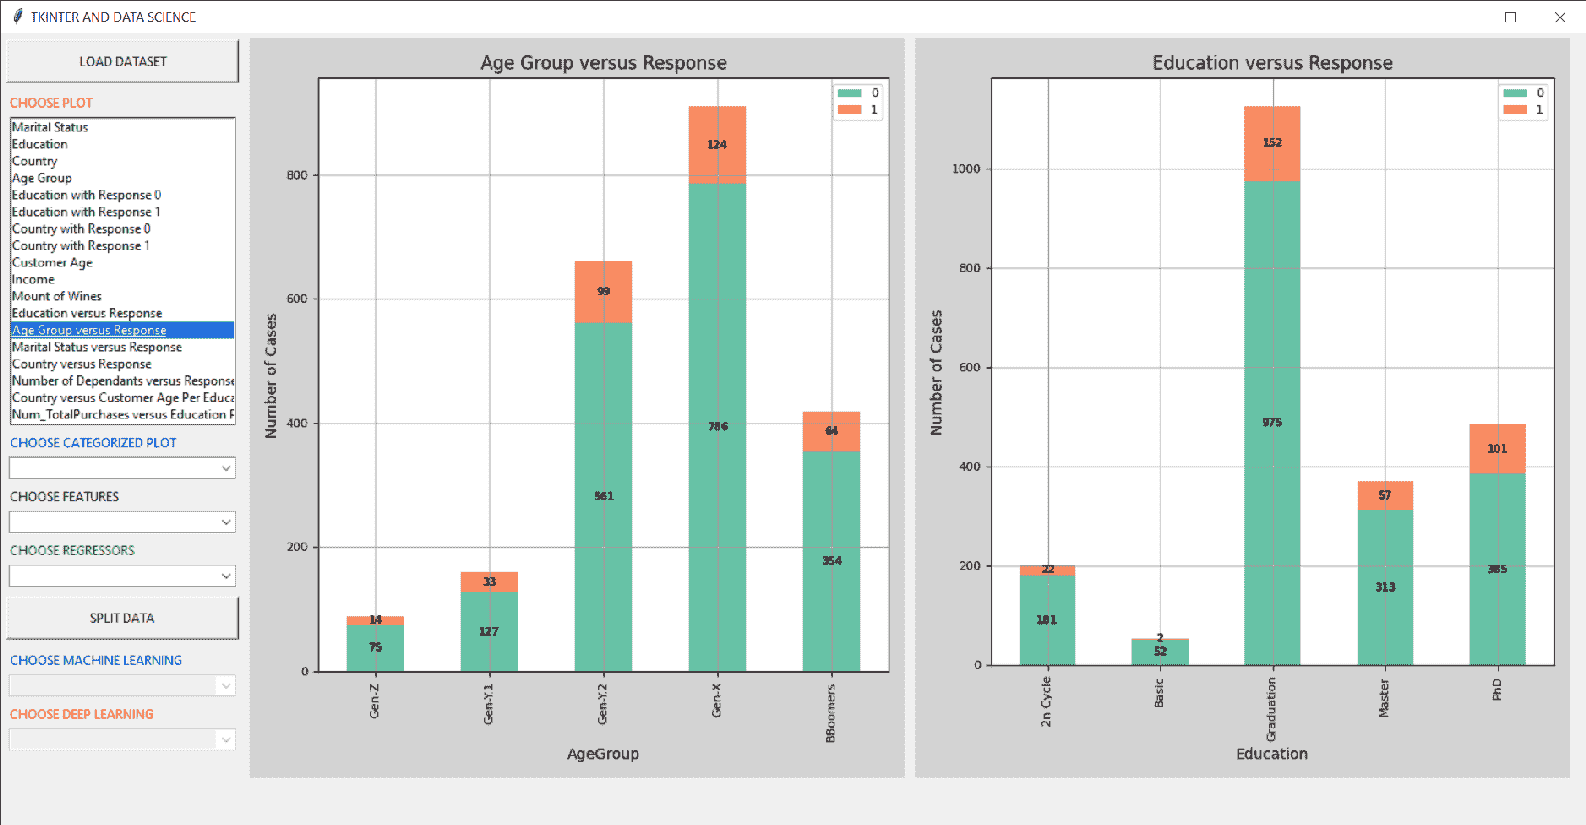 TKINTER AND DATA SCIENCE
LOAD DATASET
CHOOSE PLOT
Marital Status
Education
Country
Age Group
Education with Response 0
Education with Response 1
Country with Response 0
Country with Response 1
Customer Age
Income
Mount of Wines
Education versus Response
Age Group versus Response
Marital Status versus Response
Country versus Response
Number of Dependants versus Response
Country versus Customer Age Per Educa
Num_TotalPurchases versus Education F
CHOOSE CATEGORIZED PLOT
CHOOSE FEATURES
CHOOSE REGRESSORS
SPLIT DATA
CHOOSE MACHINE LEARNING
CHOOSE DEEP LEARNING
Age Group versus Response
0
1
Number of Cases
800
600
400
200
0
14
75
33
127
99
561
124
786
64
354
Gen-Z
Gen-Y.1
Gen-Y.2
Gen-X
BBoomers
AgeGroup
Education versus Response
0
1
Number of Cases
1000
800
600
400
200
0
22
181
2
52
152
975
57
313
101
385
2n Cycle
Basic
Graduation
Master
PhD
Education